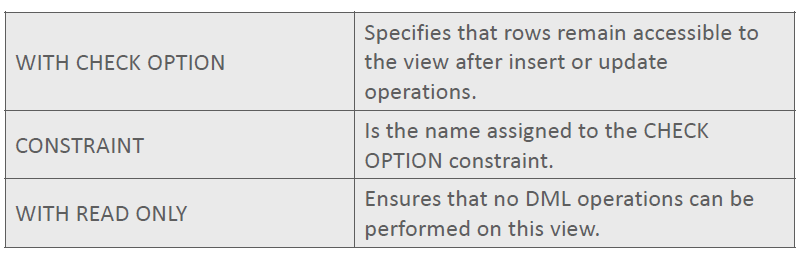 WITH CHECK OPTION
Specifies that rows remain accessible to
the view after insert or update
operations.
CONSTRAINT
Is the name assigned to the CHECK
OPTION constraint.
WITH READ ONLY
Ensures that no DML operations can be
performed on this view.